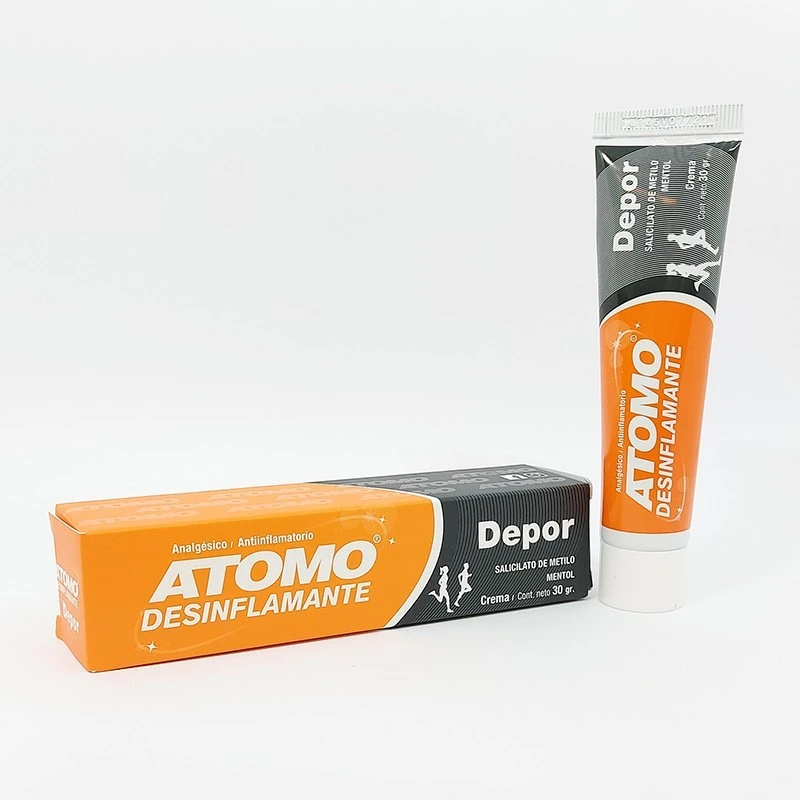 Analgésico / Antiinflamatorio
ATOMO®
DESINFLAMANTE
Depor
SALICILATO DE METILO
MENTOL
Crema / Cont. neto 30 gr.
ATOMO
Depor
Depor
SALICILATO DE METILO
MENTOL
Crema
Cont. neto 30 gr.
Analgésico / Antiinflamatorio
ATOMO®
DESINFLAMANTE